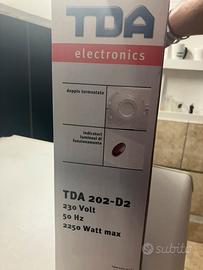 TDA
electronics
doppio termostato
indicatori
luminosi di
funzionamento
TDA 202-D2
230 Volt
50 Hz
2250 Watt max
subito